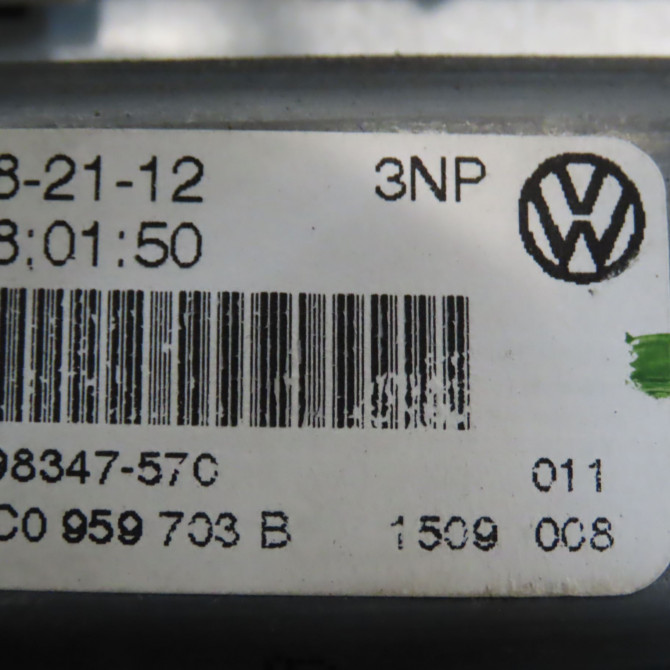 8-21-12 3NP
8:01:50
98347-570 011
C0 959 703 B 1509 008